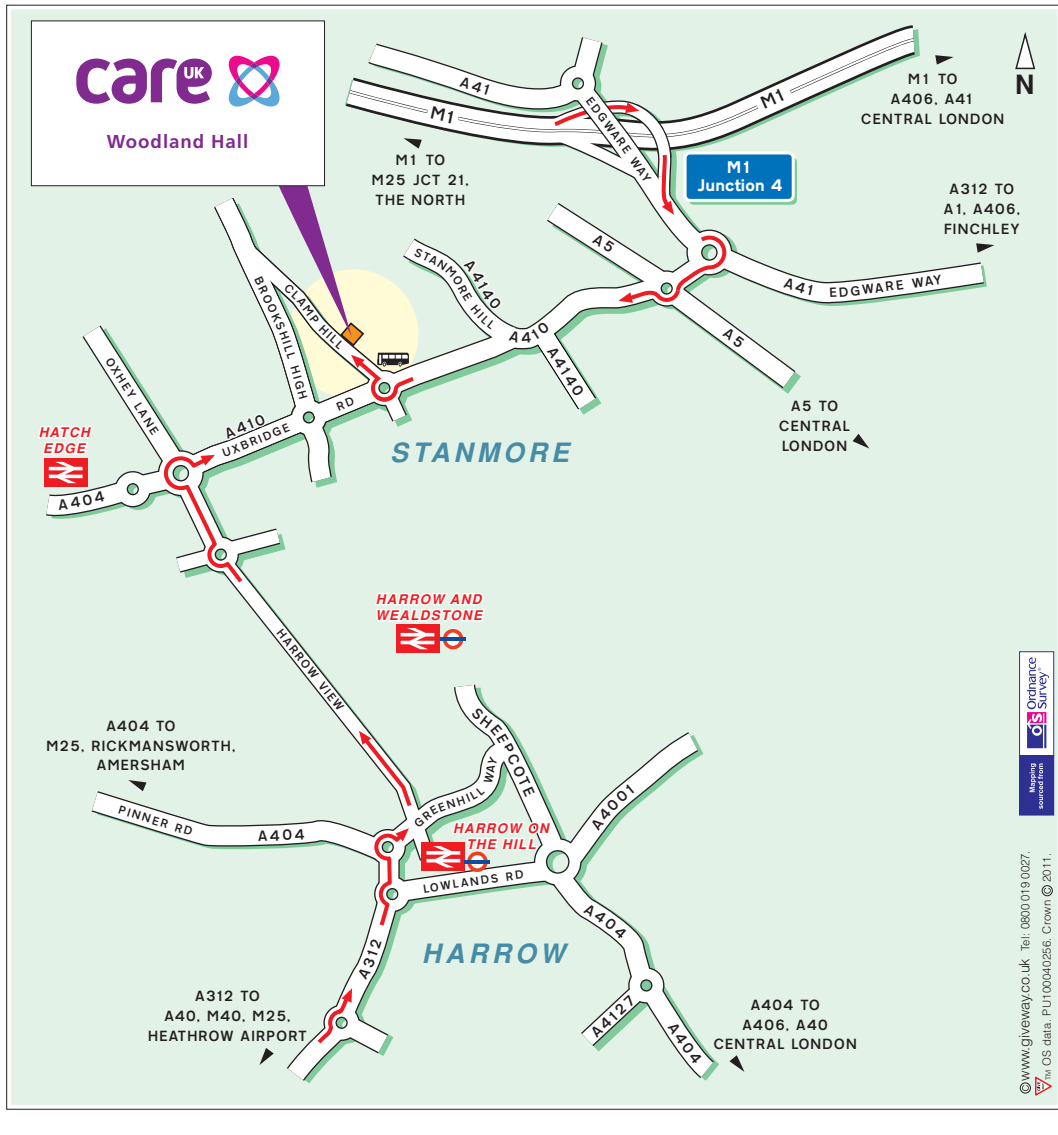 care UK
Woodland Hall
A41
M1
EDGWARE WAY
M1
M1 TO
A406, A41
CENTRAL LONDON
N
M1 TO
M25 JCT 21,
THE NORTH
M1
Junction 4
A312 TO
A1, A406,
FINCHLEY
A5
A41 EDGWARE WAY
STANMORE HILL
A4140
BROOKSHILL HIGH
CLAMP HILL
A410
A5
A4140
OXHEY LANE
A410
UXBRIDGE RD
A5 TO
CENTRAL
LONDON
HATCH
EDGE
STANMORE
A404
HARROW AND
WEALDSTONE
HARROW VIEW
SHEEPCOTE
A404 TO
M25, RICKMANSWORTH,
AMERSHAM
GREENHILL WAY
PINNER RD
A404
A4001
HARROW ON
THE HILL
LOWLANDS RD
A404
HARROW
A312
A312 TO
A40, M40, M25,
HEATHROW AIRPORT
A4127
A404
A404 TO
A406, A40
CENTRAL LONDON
OS Ordnance
Survey®
Mapping
sourced from
©www.giveway.co.uk Tel: 0800 019 0027.
TM OS data. PU100040256. Crown © 2011.